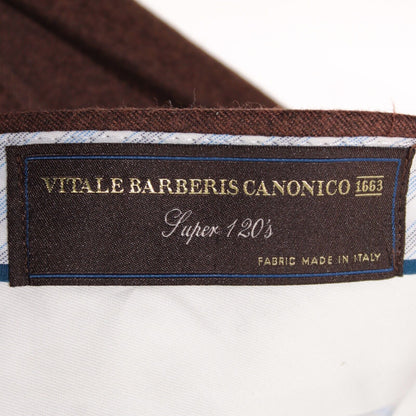 VITALE BARBERIS CANONICO 1663
Super 120's
FABRIC MADE IN ITALY